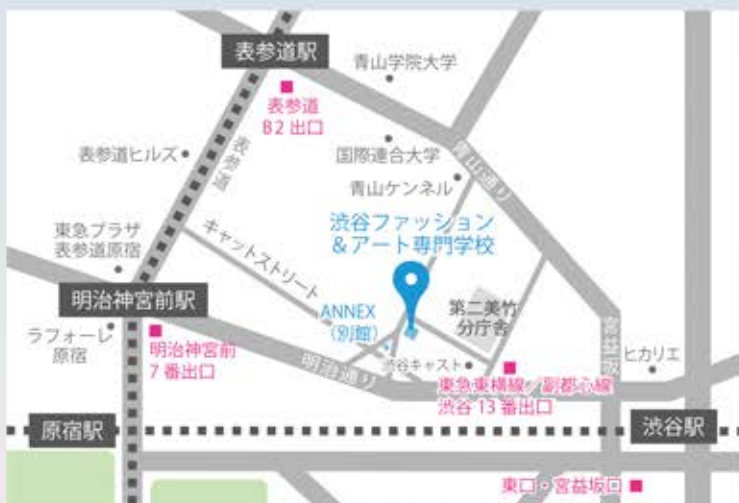 表参道駅
青山学院大学
表参道
B2 出口
表参道
表参道ヒルズ
国際連合大学
青山通り
青山ケンネル
渋谷ファッション
&アート専門学校
東急プラザ
表参道原宿
キャットストリート
明治神宮前駅
ANNEX
(別館)
第二美竹
分庁舎
ラフォーレ
原宿
明治神宮前
7 番出口
明治通り
渋谷キャスト
宮益坂
ヒカリエ
東急東横線／副都心線
渋谷 13 番出口
原宿駅
渋谷駅
東口・宮益坂口